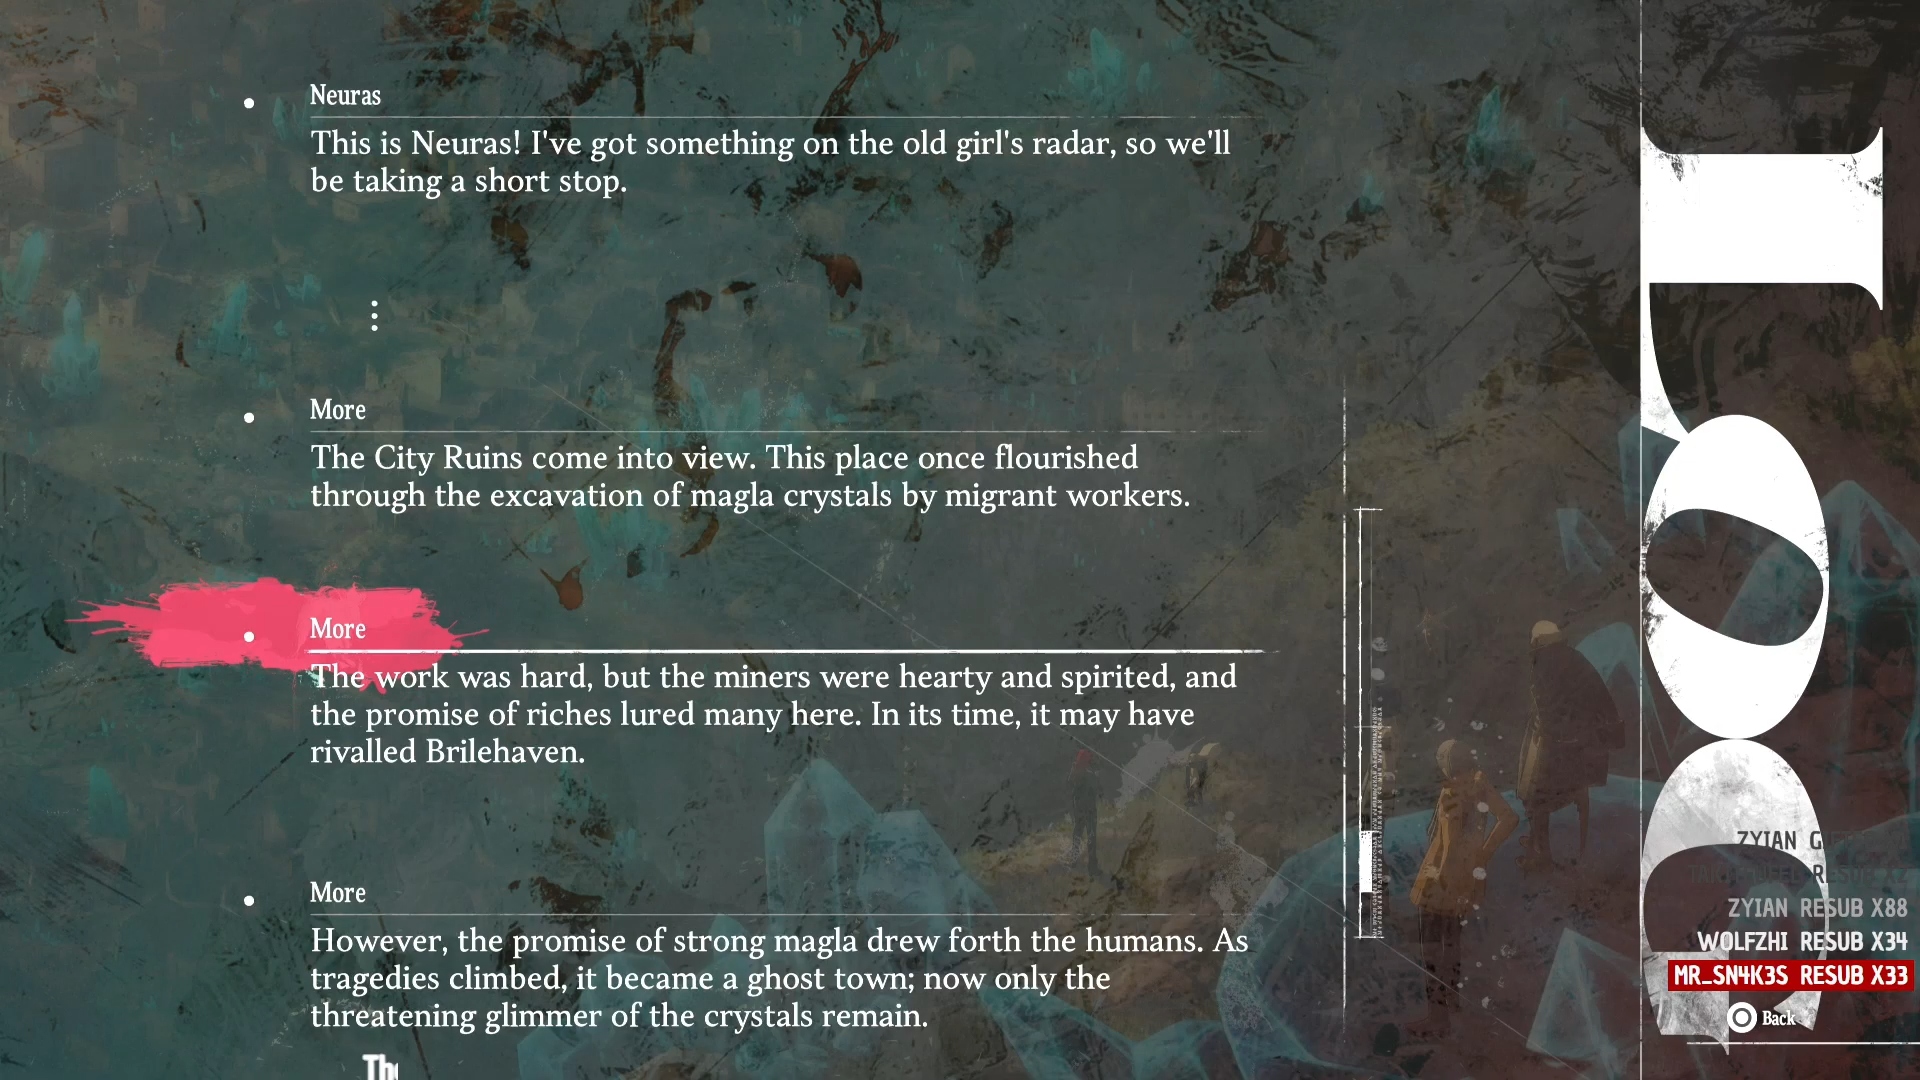 Neuras
This is Neuras! I've got something on the old girl's radar, so we'll
be taking a short stop.
More
The City Ruins come into view. This place once flourished
through the excavation of magla crystals by migrant workers.
More
The work was hard, but the miners were hearty and spirited, and
the promise of riches lured many here. In its time, it may have
rivalled Brilehaven.
More
However, the promise of strong magla drew forth the humans. As
tragedies climbed, it became a ghost town; now only the
threatening glimmer of the crystals remain.
LOG
ZYIAN
ZYIAN RESUB X88
WOLFZHI RESUB X34
MR_SN4K3S RESUB X33
Back